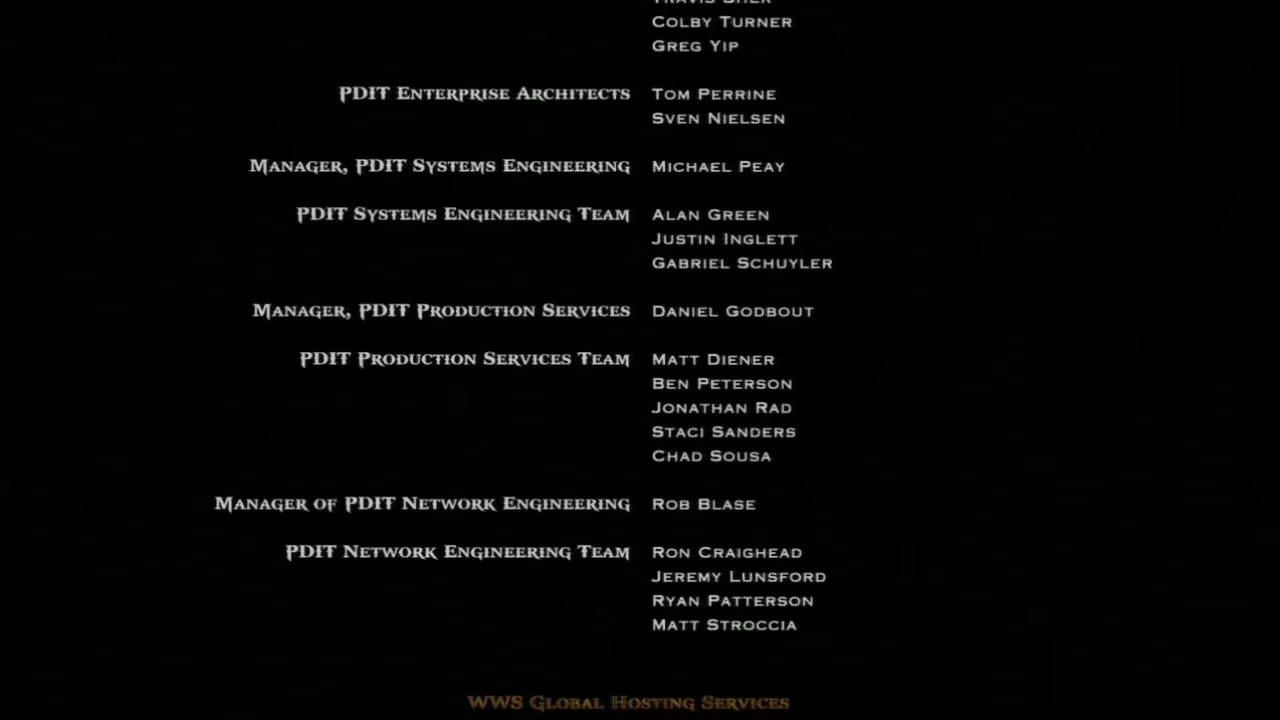 Travis Sher
Colby Turner
Greg Yip
PDIT Enterprise Architects Tom Perrine
Sven Nielsen
Manager, PDIT Systems Engineering Michael Peay
PDIT Systems Engineering Team Alan Green
Justin Inglett
Gabriel Schuyler
Manager, PDIT Production Services Daniel Godbout
PDIT Production Services Team Matt Diener
Ben Peterson
Jonathan Rad
Staci Sanders
Chad Sousa
Manager of PDIT Network Engineering Rob Blase
PDIT Network Engineering Team Ron Craighead
Jeremy Lunsford
Ryan Patterson
Matt Stroccia
WWS Global Hosting Services